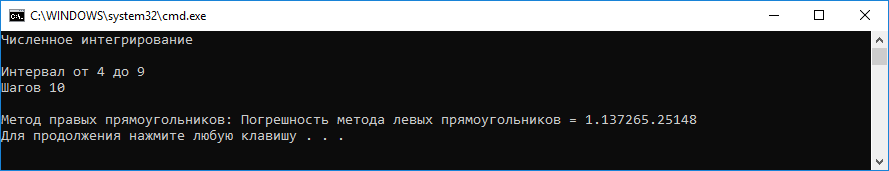 C:\WINDOWS\system32\cmd.exe
Численное интегрирование
Интервал от 4 до 9
Шагов 10
Метод правых прямоугольников: Погрешность метода левых прямоугольников = 1.137265.25148
Для продолжения нажмите любую клавишу . . .